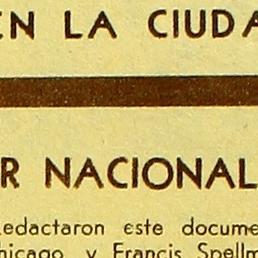 EN LA CIUDA
R NACIONAL
edactaron este docume
hicago, y Francis Spellm